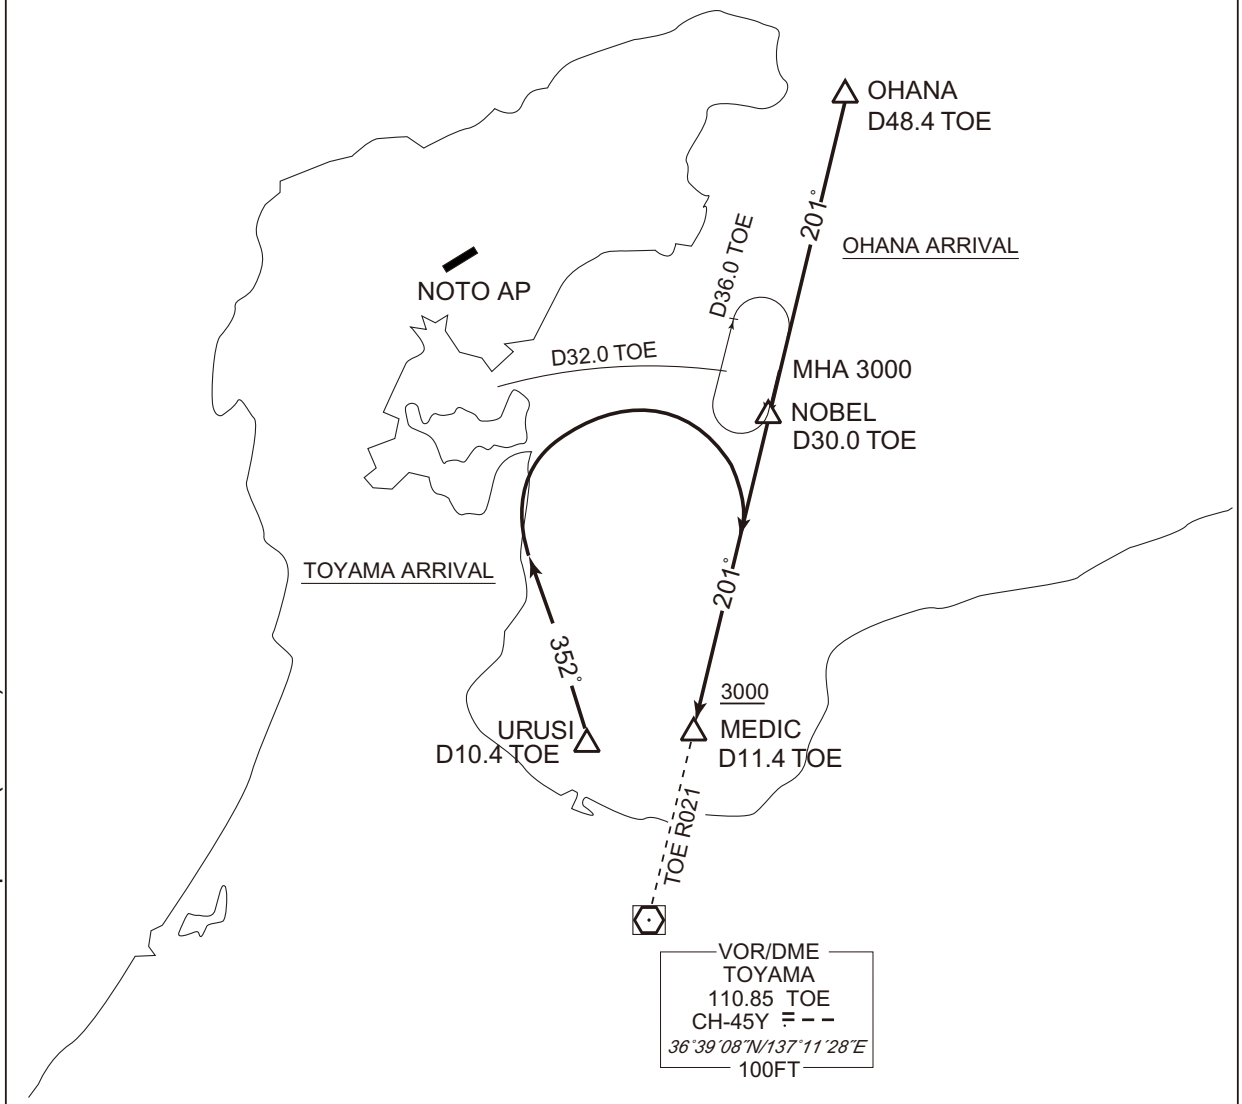 OHANA
D48.4 TOE
201°
OHANA ARRIVAL
D36.0 TOE
NOTO AP
D32.0 TOE
MHA 3000
NOBEL
D30.0 TOE
TOYAMA ARRIVAL
201°
352°
3000
URUSI
D10.4 TOE
MEDIC
D11.4 TOE
TOE R021
VOR/DME
TOYAMA
110.85 TOE
CH-45Y
36°39′08″N/137°11′28″E
100FT